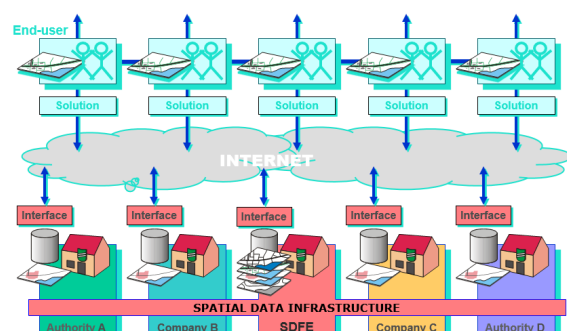 End-user
Solution Solution Solution Solution Solution
INTERNET
Interface Interface Interface Interface Interface
SPATIAL DATA INFRASTRUCTURE
Authority A Company B SDFE Company C Authority D